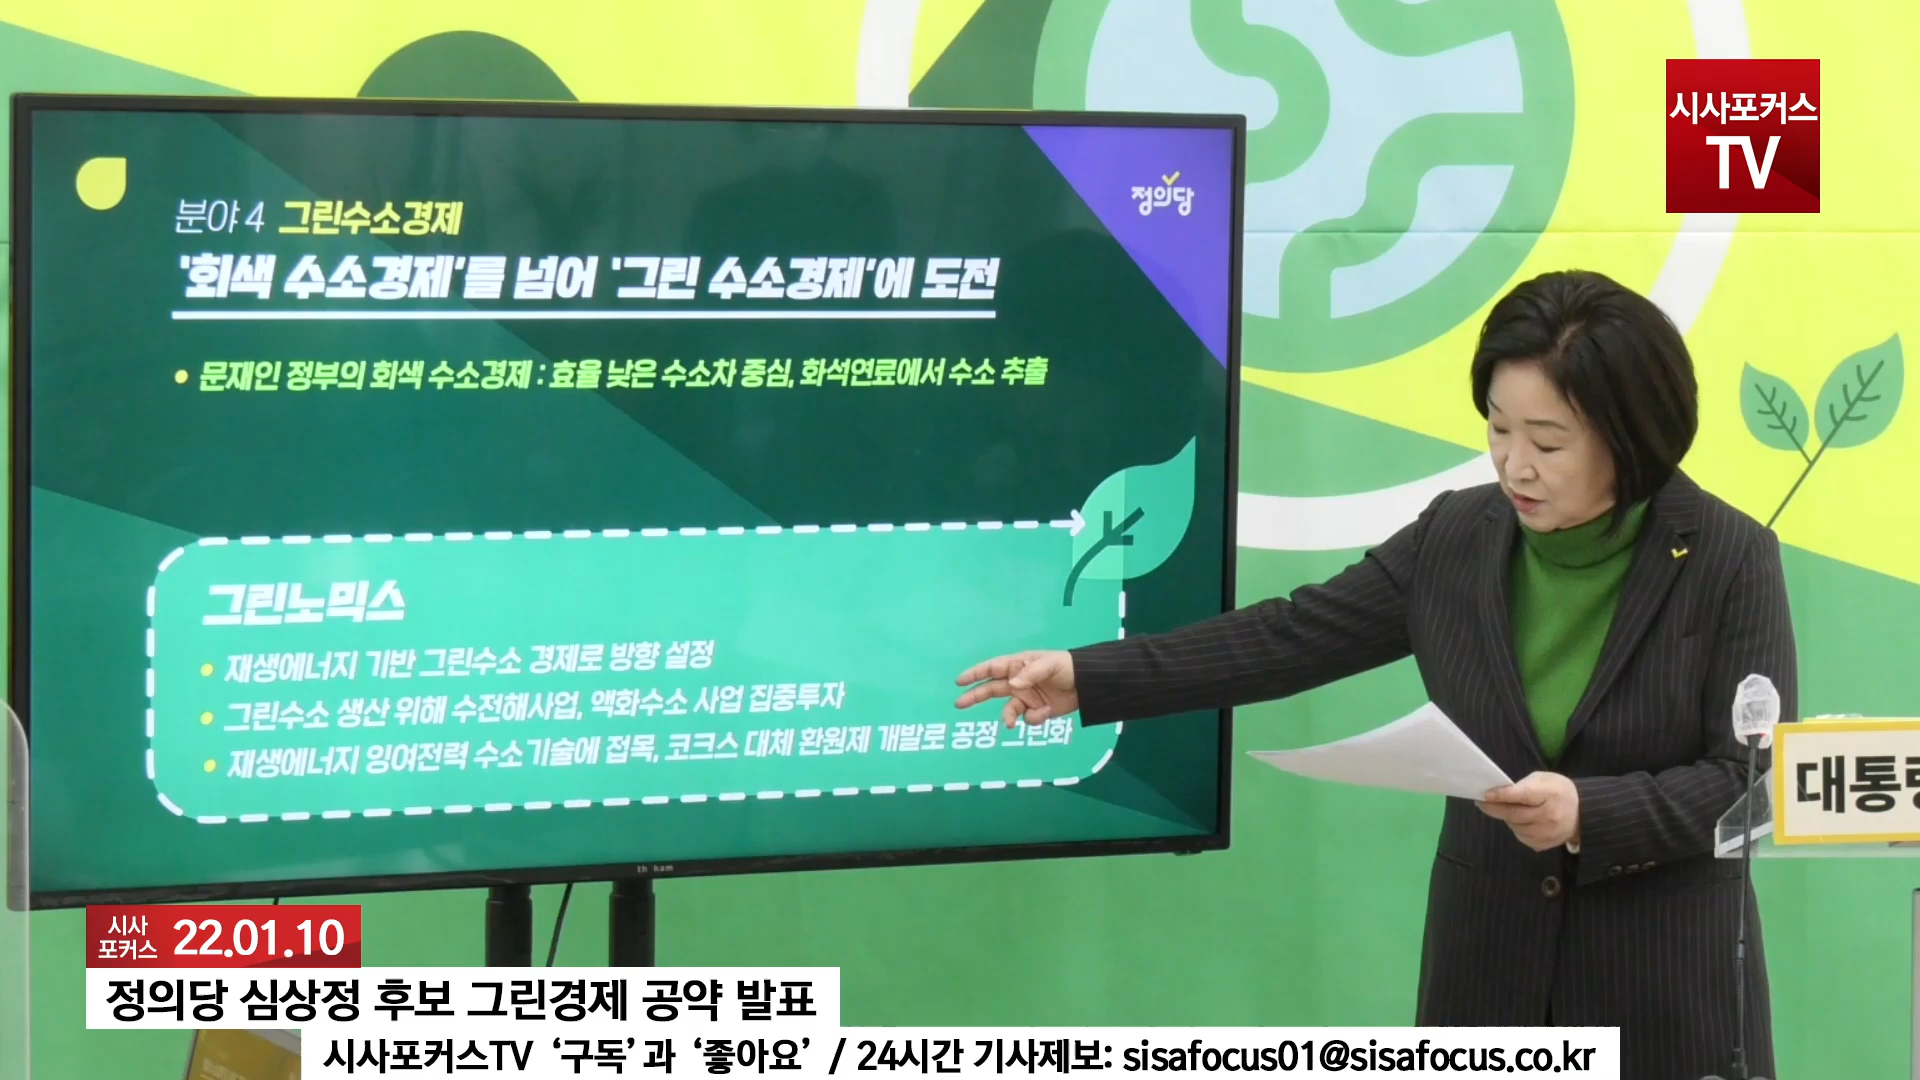 시사포커스
TV
정의당
분야 4 그린수소경제
'회색 수소경제'를 넘어 '그린 수소경제'에 도전
• 문재인 정부의 회색 수소경제 : 효율 낮은 수소차 중심, 화석연료에서 수소 추출
그린노믹스
• 재생에너지 기반 그린수소 경제로 방향 설정
• 그린수소 생산 위해 수전해사업, 액화수소 사업 집중투자
• 재생에너지 잉여전력 수소기술에 접목, 코크스 대체 환원제 개발로 공정 그린화
대통령
시사
포커스 22.01.10
정의당 심상정 후보 그린경제 공약 발표
시사포커스TV ‘구독’과 ‘좋아요’ / 24시간 기사제보: sisafocus01@sisafocus.co.kr